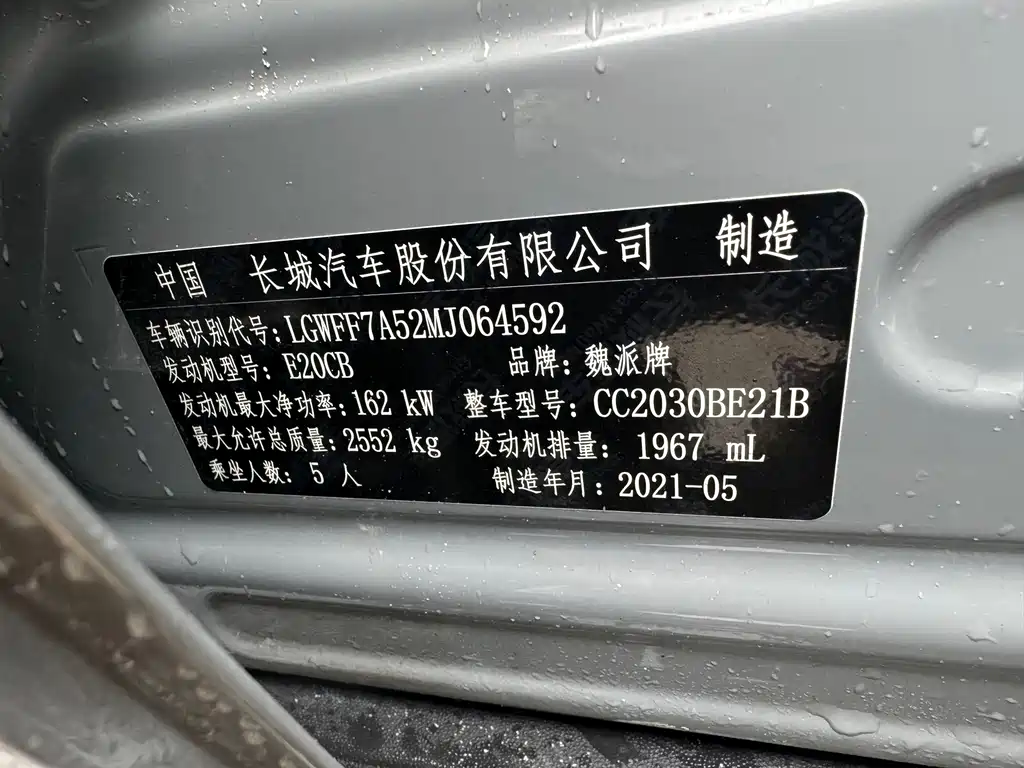 中国 长城汽车股份有限公司 制造
车辆识别代号：LGWFF7A52MJ064592
发动机型号：E20CB 品牌：魏派牌
发动机最大净功率：162 kW 整车型号：CC2030BE21B
最大允许总质量：2552 kg 发动机排量：1967 mL
乘坐人数：5 人 制造年月：2021-05